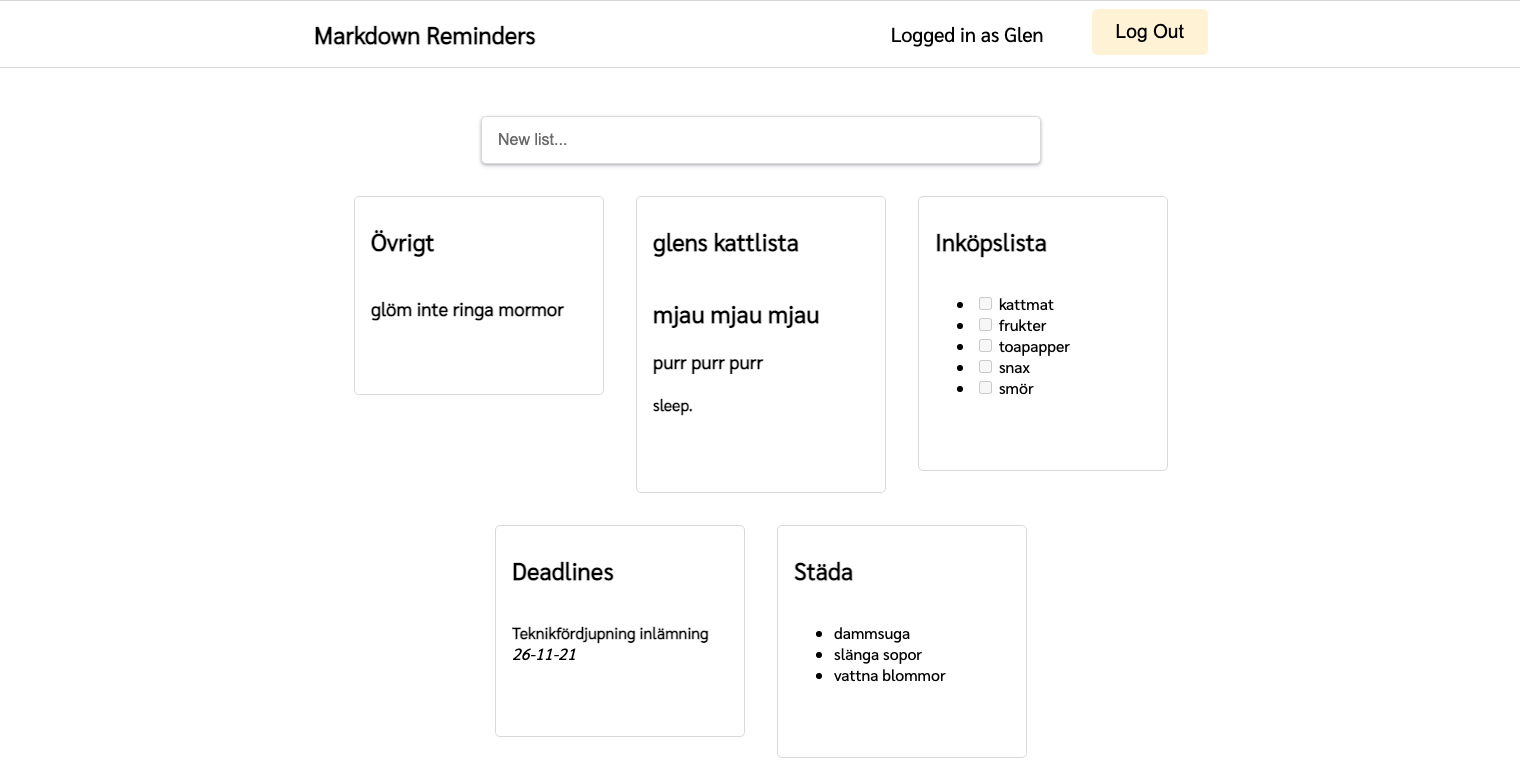 Markdown Reminders
Logged in as Glen
Log Out
New list...
Övrigt
glöm inte ringa mormor
glens kattlista
mjau mjau mjau
purr purr purr
sleep.
Inköpslista
kattmat
frukter
toapapper
snax
smör
Deadlines
Teknikfördjupning inlämning
26-11-21
Städa
dammsuga
slänga sopor
vattna blommor